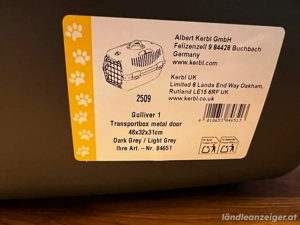 Albert Kerbl GmbH
Felizenzell 9 84428 Buchbach
Germany
www.kerbl.com
Kerbl UK
Limited 8 Lands End Way Oakham,
Rutland LE15 6RF UK
www.kerbl.co.uk
2509
Gulliver 1
Transportbox metal door
48x32x31cm
Dark Grey / Light Grey
Ihre Art. - Nr. 84651
ländleanzeiger.at